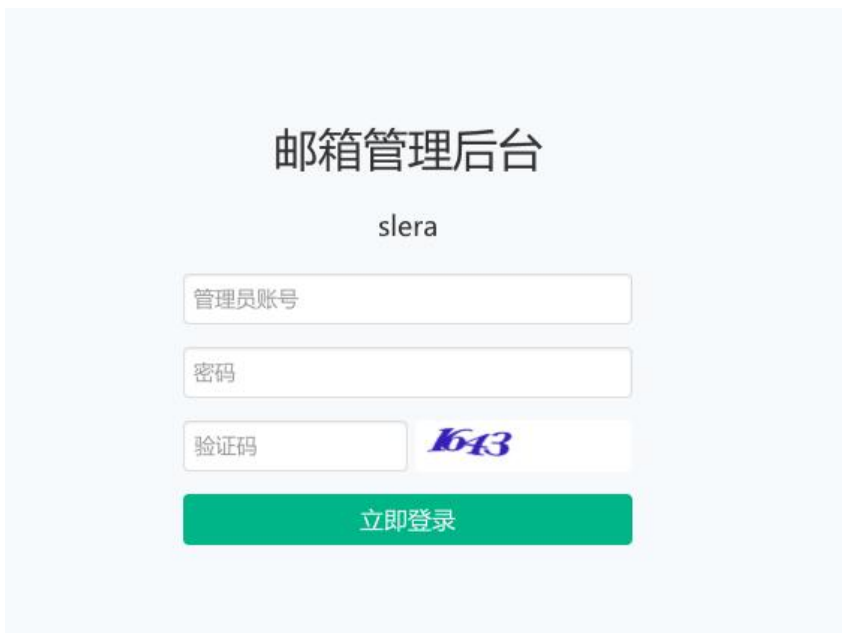 邮箱管理后台
slera
管理员账号
密码
验证码 1643
立即登录